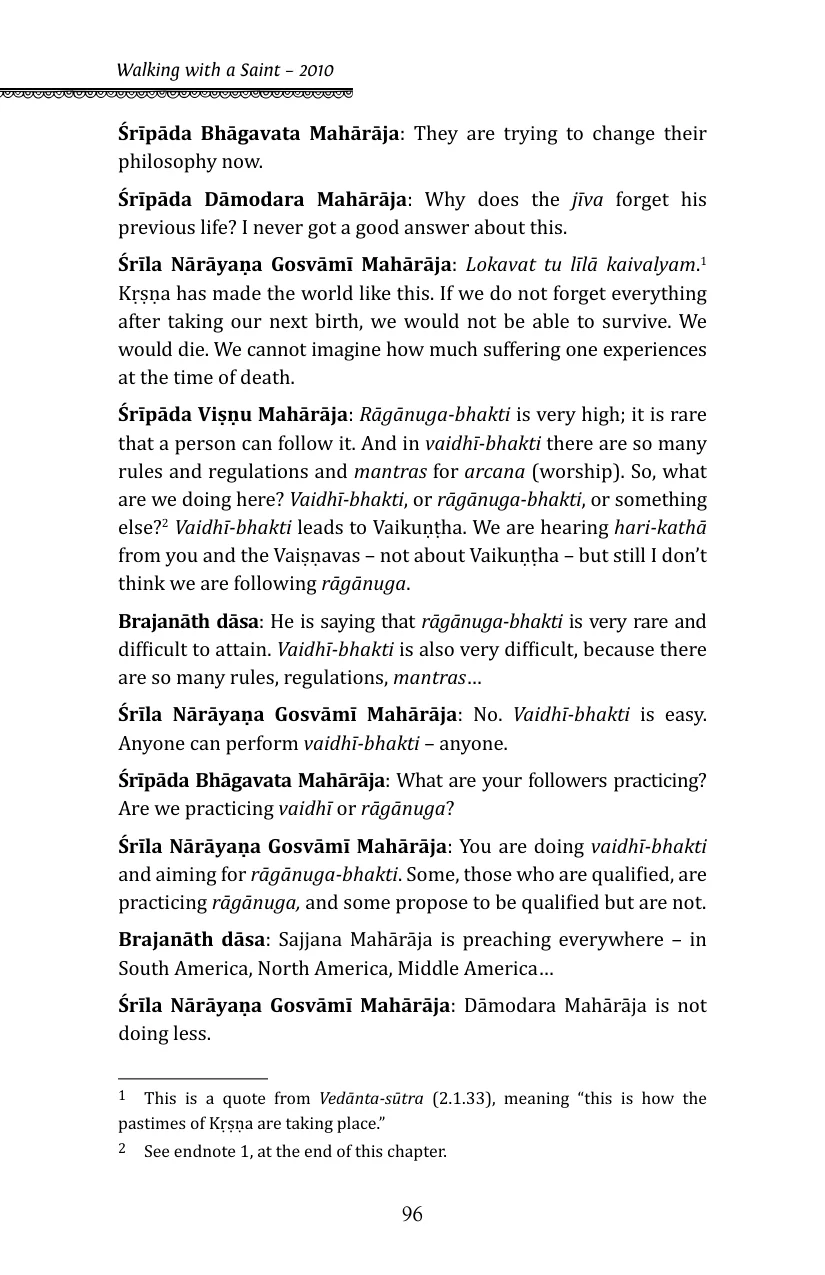 Walking with a Saint – 2010
Śrīpāda Bhāgavata Mahārāja: They are trying to change their
philosophy now.
Śrīpāda Dāmodara Mahārāja: Why does the jīva forget his
previous life? I never got a good answer about this.
Śrīla Nārāyaṇa Gosvāmī Mahārāja: Lokavat tu līlā kaivalyam.1
Kṛṣṇa has made the world like this. If we do not forget everything
after taking our next birth, we would not be able to survive. We
would die. We cannot imagine how much suffering one experiences
at the time of death.
Śrīpāda Viṣṇu Mahārāja: Rāgānuga-bhakti is very high; it is rare
that a person can follow it. And in vaidhī-bhakti there are so many
rules and regulations and mantras for arcana (worship). So, what
are we doing here? Vaidhī-bhakti, or rāgānuga-bhakti, or something
else?2 Vaidhī-bhakti leads to Vaikuṇṭha. We are hearing hari-kathā
from you and the Vaiṣṇavas – not about Vaikuṇṭha – but still I don’t
think we are following rāgānuga.
Brajanāth dāsa: He is saying that rāgānuga-bhakti is very rare and
difficult to attain. Vaidhī-bhakti is also very difficult, because there
are so many rules, regulations, mantras…
Śrīla Nārāyaṇa Gosvāmī Mahārāja: No. Vaidhī-bhakti is easy.
Anyone can perform vaidhī-bhakti – anyone.
Śrīpāda Bhāgavata Mahārāja: What are your followers practicing?
Are we practicing vaidhī or rāgānuga?
Śrīla Nārāyaṇa Gosvāmī Mahārāja: You are doing vaidhī-bhakti
and aiming for rāgānuga-bhakti. Some, those who are qualified, are
practicing rāgānuga, and some propose to be qualified but are not.
Brajanāth dāsa: Sajjana Mahārāja is preaching everywhere – in
South America, North America, Middle America…
Śrīla Nārāyaṇa Gosvāmī Mahārāja: Dāmodara Mahārāja is not
doing less.
1 This is a quote from Vedānta-sūtra (2.1.33), meaning “this is how the
pastimes of Kṛṣṇa are taking place.”
2 See endnote 1, at the end of this chapter.
96